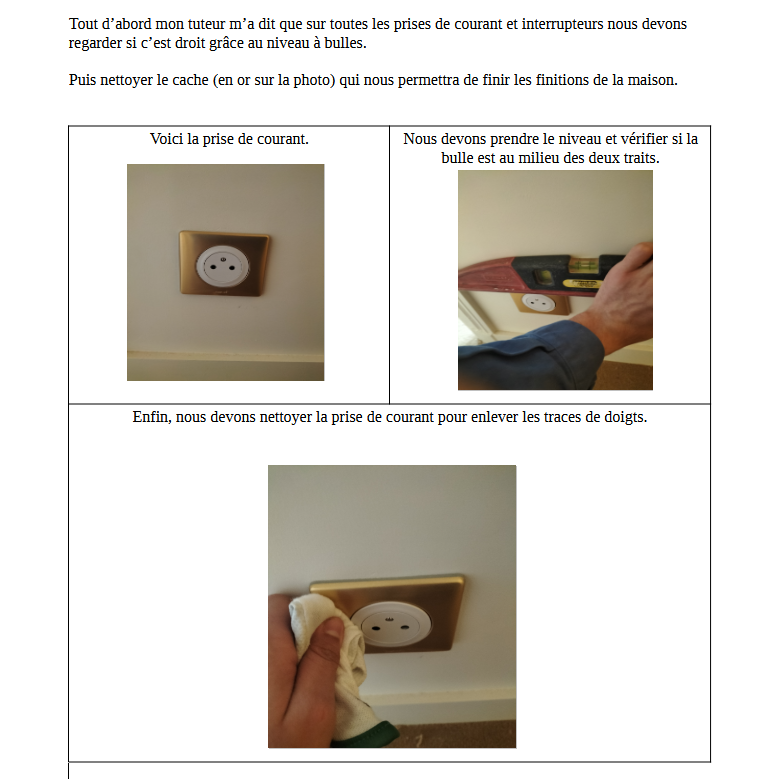 Tout d’abord mon tuteur m’a dit que sur toutes les prises de courant et interrupteurs nous devons
regarder si c’est droit grâce au niveau à bulles.
Puis nettoyer le cache (en or sur la photo) qui nous permettra de finir les finitions de la maison.
Voici la prise de courant.
Nous devons prendre le niveau et vérifier si la
bulle est au milieu des deux traits.
Enfin, nous devons nettoyer la prise de courant pour enlever les traces de doigts.